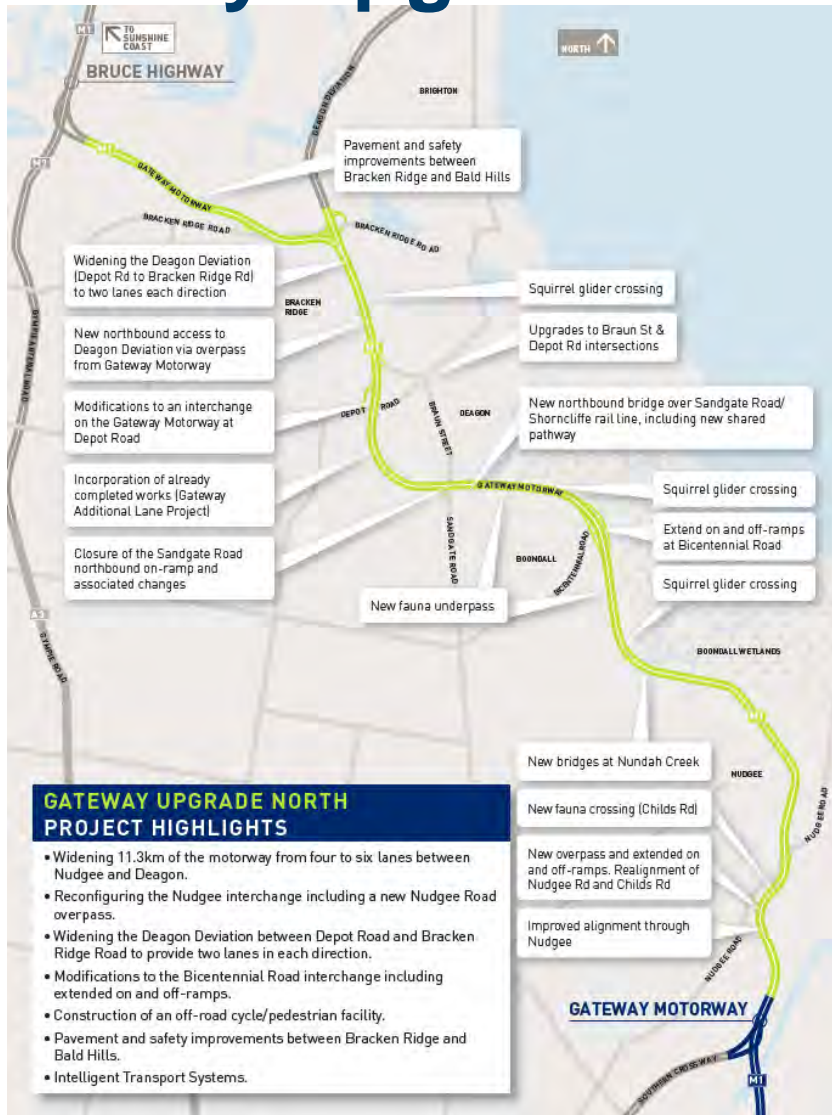 M1
TO
SUNSHINE
COAST
NORTH
BRUCE HIGHWAY
DEAGON DEVIATION
BRIGHTON
M1
Pavement and safety
improvements between
Bracken Ridge and Bald Hills
M1
GATEWAY MOTORWAY
BRACKEN RIDGE ROAD
BRACKEN RIDGE ROAD
Widening the Deagon Deviation
(Depot Rd to Bracken Ridge Rd)
to two lanes each direction
BRACKEN
RIDGE
Squirrel glider crossing
GYMPIE ARTERIAL ROAD
New northbound access to
Deagon Deviation via overpass
from Gateway Motorway
Upgrades to Braun St &
Depot Rd intersections
M1
Modifications to an interchange
on the Gateway Motorway at
Depot Road
DEPOT ROAD
BRAUN STREET
DEAGON
New northbound bridge over Sandgate Road/
Shorncliffe rail line, including new shared
pathway
Incorporation of already
completed works (Gateway
Additional Lane Project)
GATEWAY MOTORWAY
Squirrel glider crossing
Closure of the Sandgate Road
northbound on-ramp and
associated changes
SANDGATE ROAD
BOONDALL
BICENTENNIAL ROAD
Extend on and off-ramps
at Bicentennial Road
New fauna underpass
Squirrel glider crossing
A3
GYMPIE ROAD
BOONDALL WETLANDS
M1
New bridges at Nundah Creek
NUDGEE
NUDGEE ROAD
New fauna crossing (Childs Rd)
New overpass and extended on
and off-ramps. Realignment of
Nudgee Rd and Childs Rd
Improved alignment through
Nudgee
NUDGEE ROAD
GATEWAY MOTORWAY
SOUTHERN CROSS WAY
M1
GATEWAY UPGRADE NORTH
PROJECT HIGHLIGHTS
• Widening 11.3km of the motorway from four to six lanes between
Nudgee and Deagon.
• Reconfiguring the Nudgee interchange including a new Nudgee Road
overpass.
• Widening the Deagon Deviation between Depot Road and Bracken
Ridge Road to provide two lanes in each direction.
• Modifications to the Bicentennial Road interchange including
extended on and off-ramps.
• Construction of an off-road cycle/pedestrian facility.
• Pavement and safety improvements between Bracken Ridge and
Bald Hills.
• Intelligent Transport Systems.